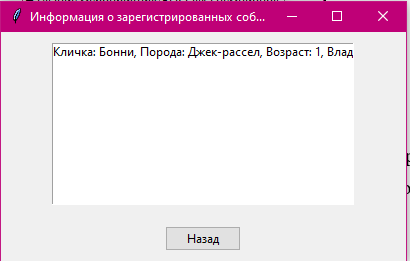 Информация о зарегистрированных соб...
Кличка: Бонни, Порода: Джек-рассел, Возраст: 1, Влад
Назад